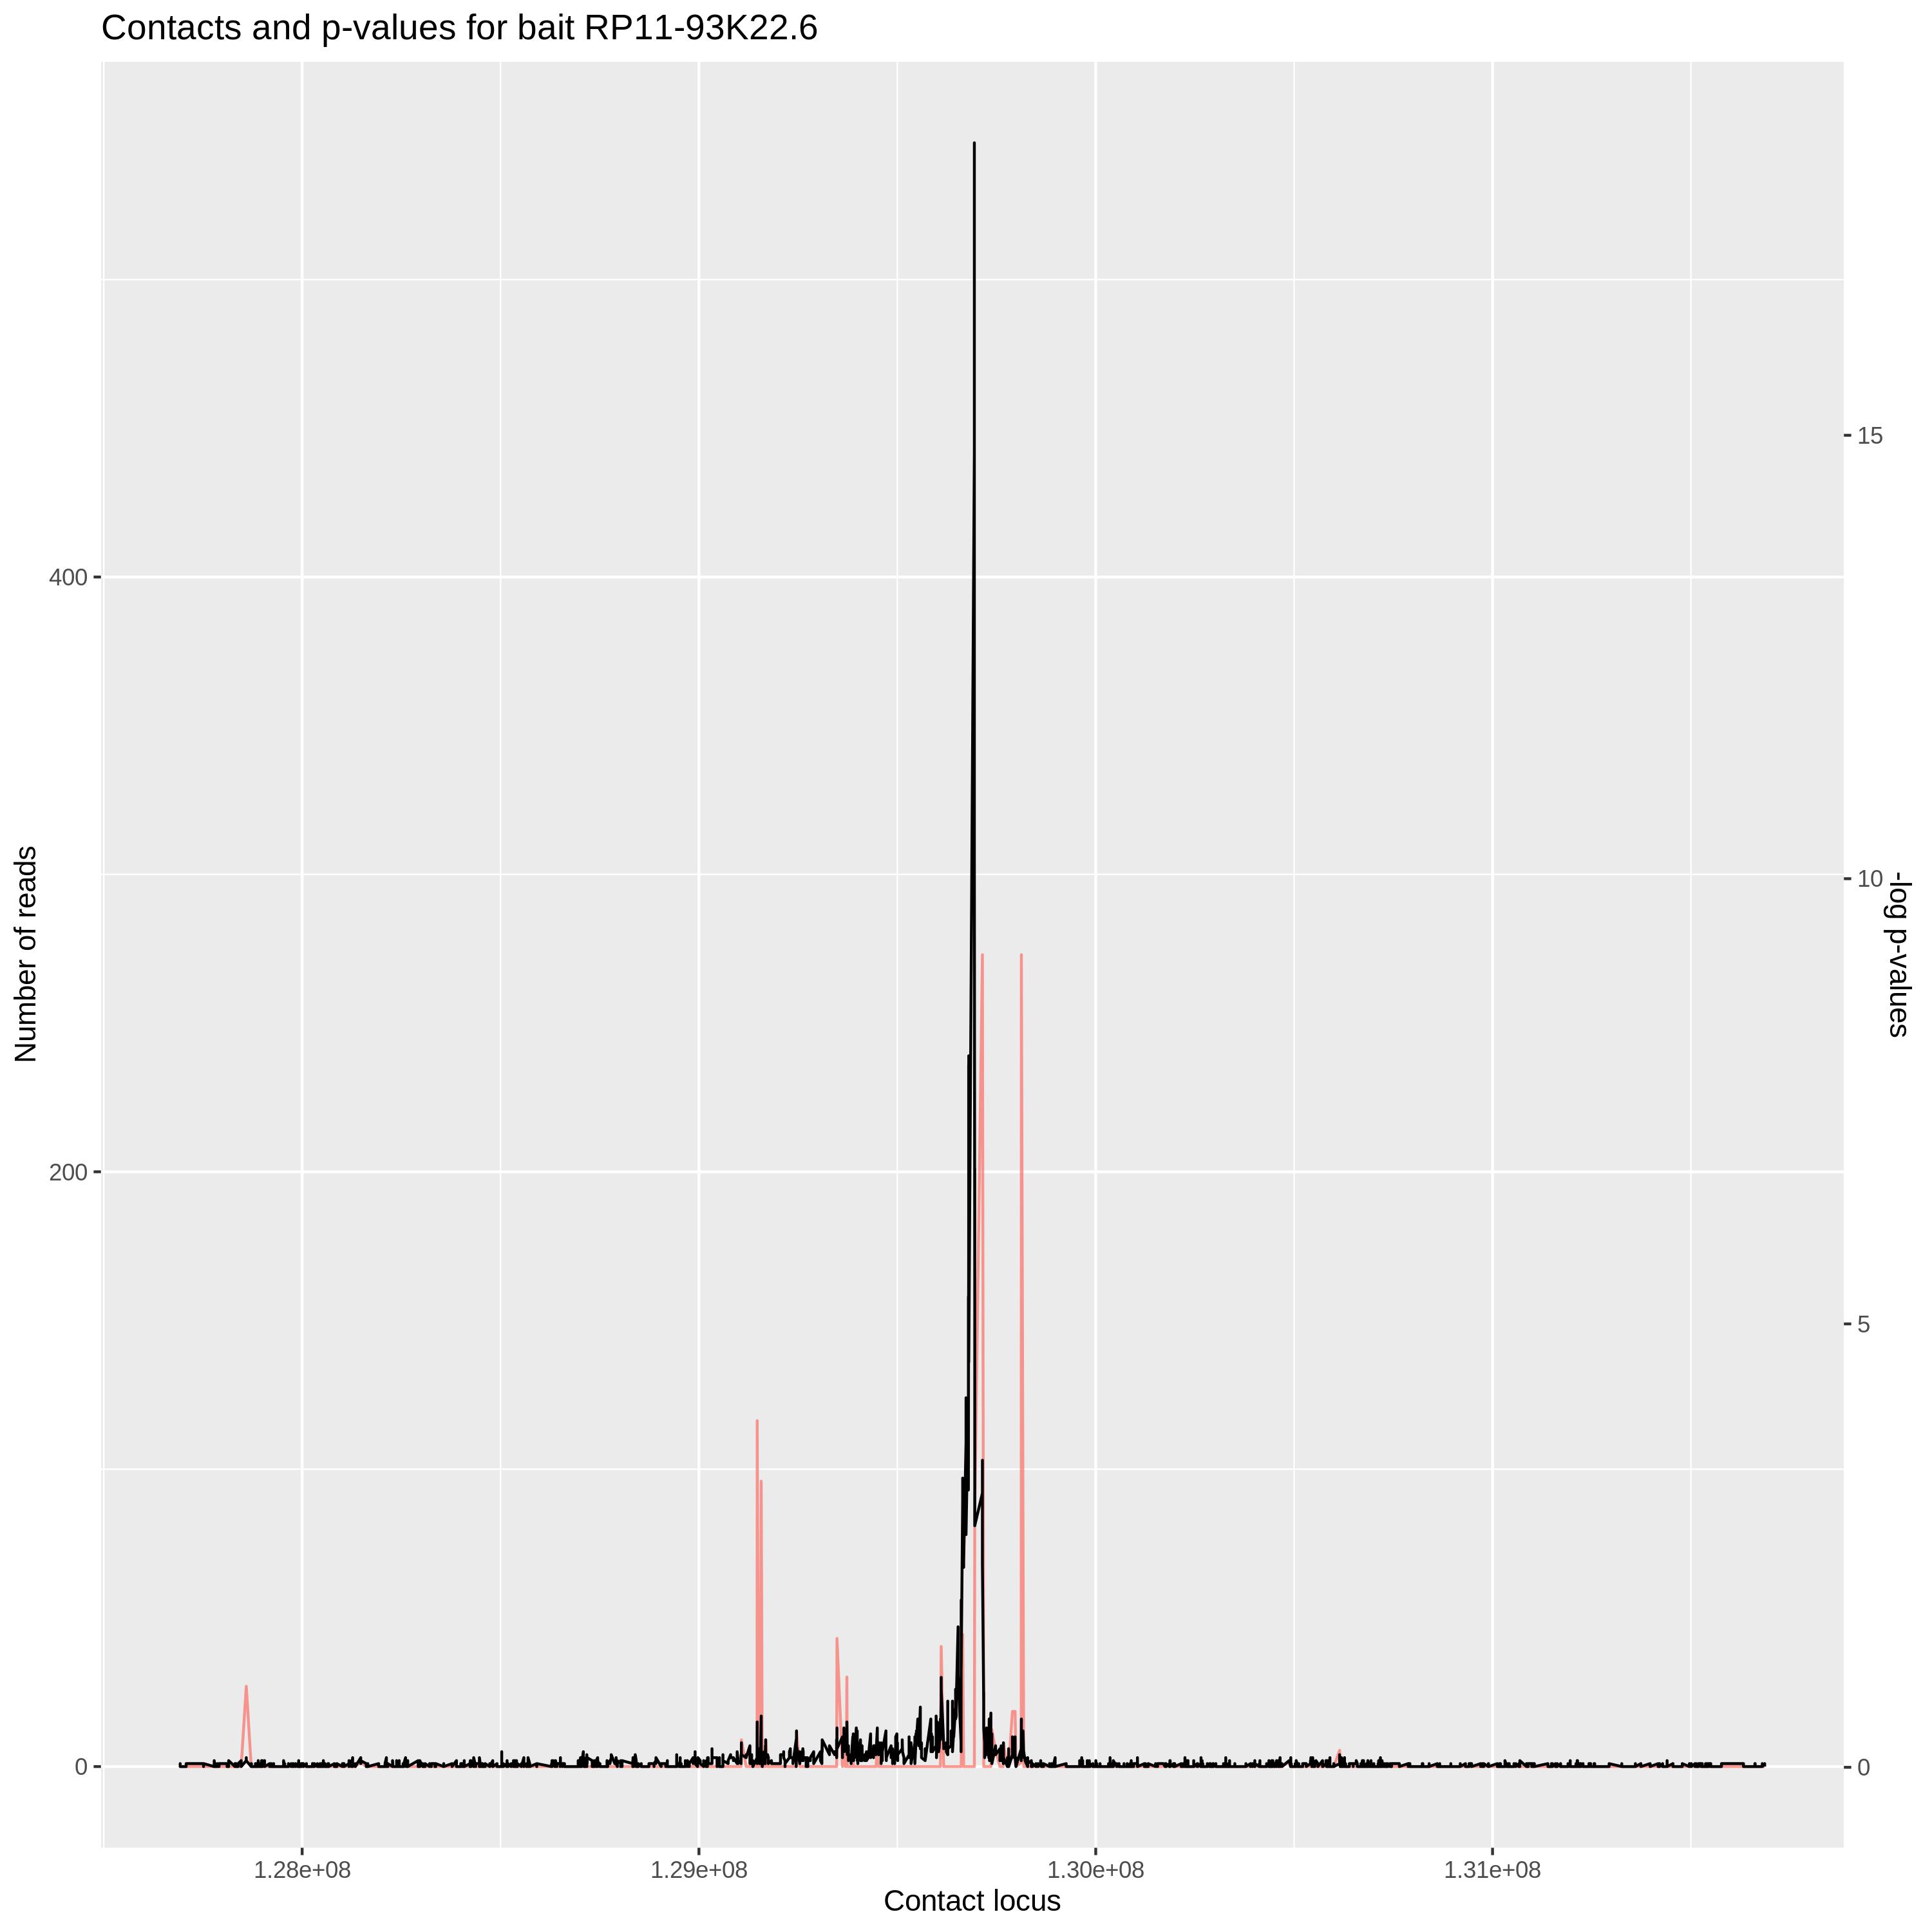 Contacts and p-values for bait RP11-93K22.6
Number of reads
400
200
0
15
10
5
0
-log p-values
1.28e+08
1.29e+08
1.30e+08
1.31e+08
Contact locus